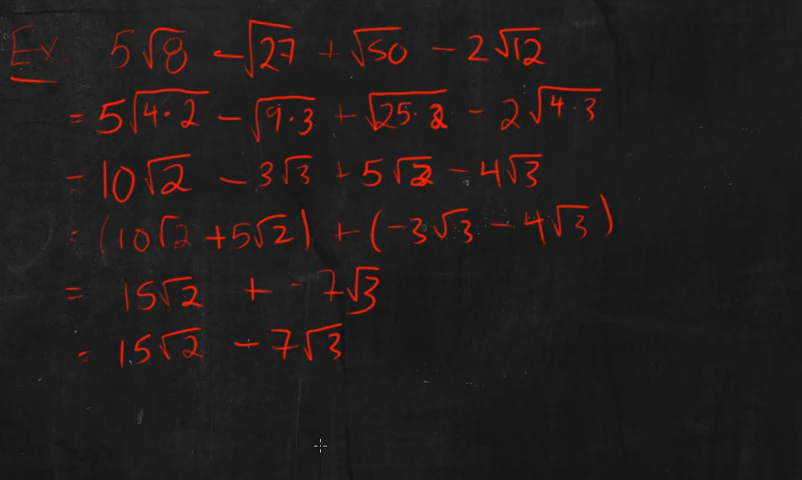 Ex 5√8 - √27 + √50 - 2√12
= 5√4·2 - √9·3 + √25·2 - 2√4·3
= 10√2 - 3√3 + 5√2 - 4√3
= (10√2 + 5√2) + (-3√3 - 4√3)
= 15√2 + -7√3
= 15√2 - 7√3